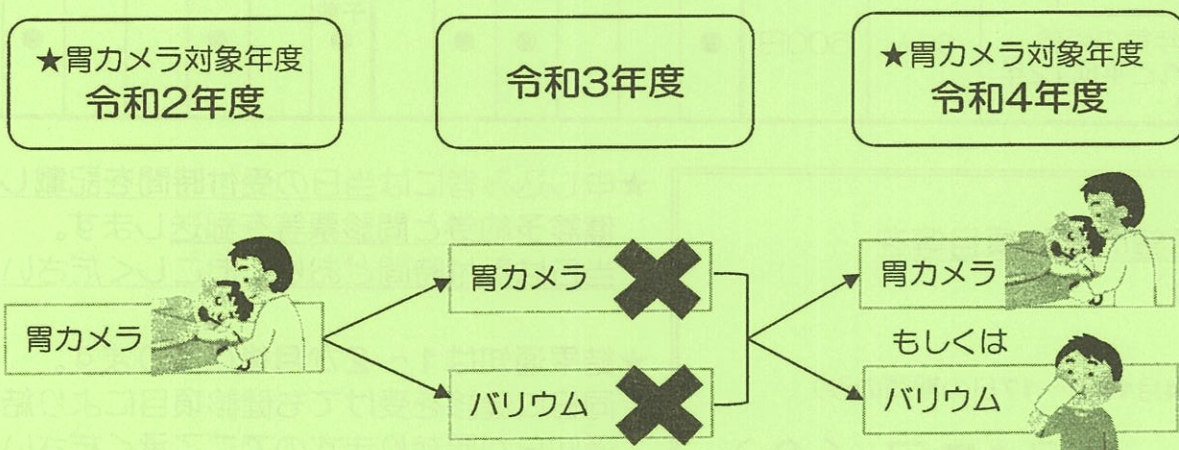 ★胃カメラ対象年度
令和2年度
令和3年度
★胃カメラ対象年度
令和4年度
胃カメラ
胃カメラ
バリウム
胃カメラ
もしくは
バリウム